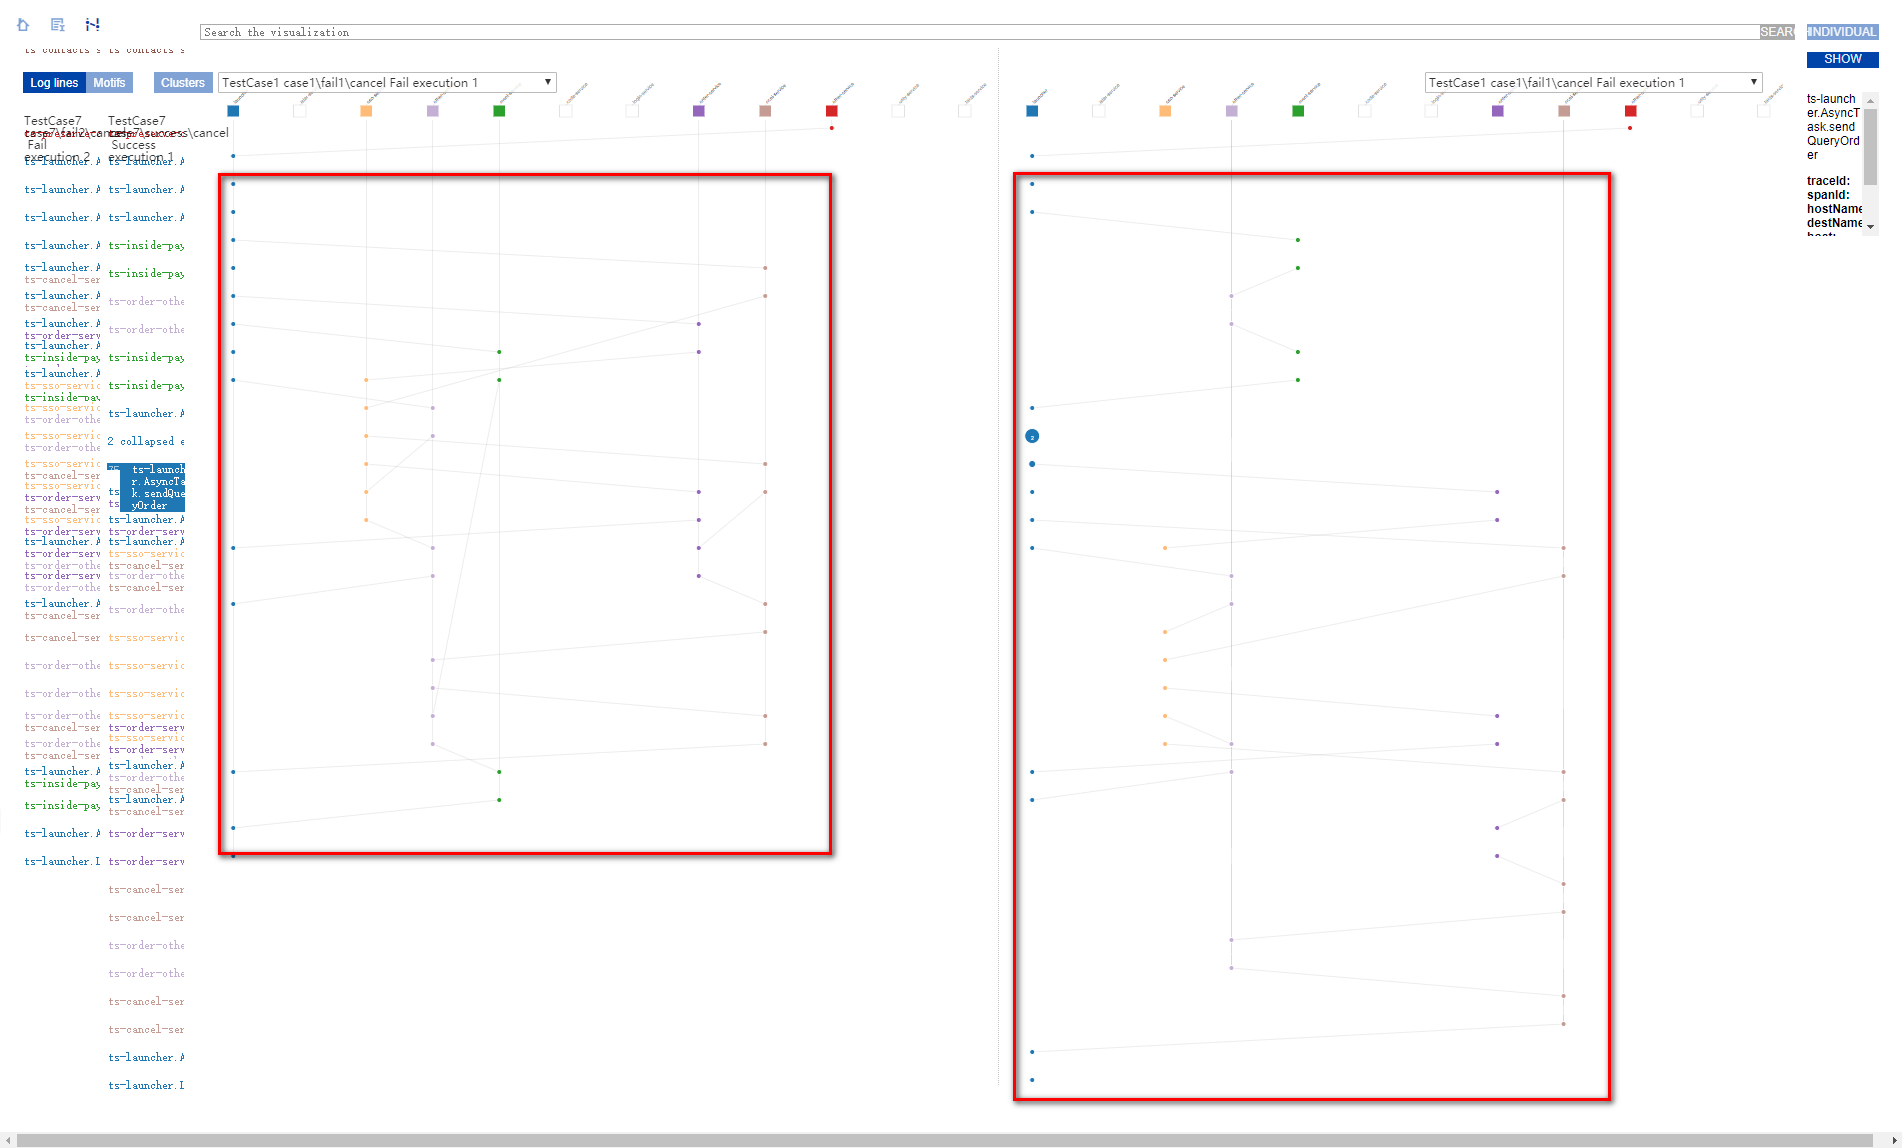 Search the visualization
SEAR
INDIVIDUAL
SHOW
Log lines
Motifs
Clusters
TestCase1 case1\fail1\cancel Fail execution 1
TestCase1 case1\fail1\cancel Fail execution 1
ts-launch
er.AsyncT
ask.send
QueryOrd
er
traceId:
spanId:
hostName
destName
host:
TestCase7
case7\fail2\cancel
Fail
execution 2
ts-launcher.A
ts-launcher.A
ts-launcher.A
ts-launcher.A
ts-launcher.A
ts-cancel-ser
ts-launcher.A
ts-cancel-ser
ts-launcher.A
ts-order-serv
ts-launcher.A
ts-inside-pay
ts-launcher.A
ts-sso-servic
ts-inside-pay
ts-sso-servic
ts-order-othe
ts-sso-servic
ts-order-othe
ts-sso-servic
ts-cancel-ser
ts-sso-servic
ts-order-serv
ts-cancel-ser
ts-sso-servic
ts-order-serv
ts-launcher.A
ts-order-serv
ts-order-othe
ts-order-serv
ts-order-othe
ts-launcher.A
ts-cancel-ser
ts-cancel-ser
ts-order-othe
ts-order-othe
ts-order-othe
ts-cancel-ser
ts-order-othe
ts-cancel-ser
ts-launcher.A
ts-inside-pay
ts-inside-pay
ts-launcher.A
ts-launcher.I
TestCase7
case7\success\cancel
Success
execution 1
ts-launcher.A
ts-launcher.A
ts-launcher.A
ts-inside-pay
ts-inside-pay
ts-order-othe
ts-order-othe
ts-inside-pay
ts-inside-pay
ts-launcher.A
2 collapsed e
75
ts-launch
r.AsyncTa
k.sendQue
yOrder
ts-launcher.A
ts-order-serv
ts-launcher.A
ts-sso-servic
ts-cancel-ser
ts-order-othe
ts-cancel-ser
ts-order-othe
ts-sso-servic
ts-sso-servic
ts-sso-servic
ts-sso-servic
ts-order-serv
ts-sso-servic
ts-order-serv
ts-launcher.A
ts-order-othe
ts-cancel-ser
ts-launcher.A
ts-cancel-ser
ts-order-serv
ts-order-serv
ts-cancel-ser
ts-cancel-ser
ts-order-othe
ts-order-othe
ts-cancel-ser
ts-cancel-ser
ts-launcher.A
ts-launcher.I
2